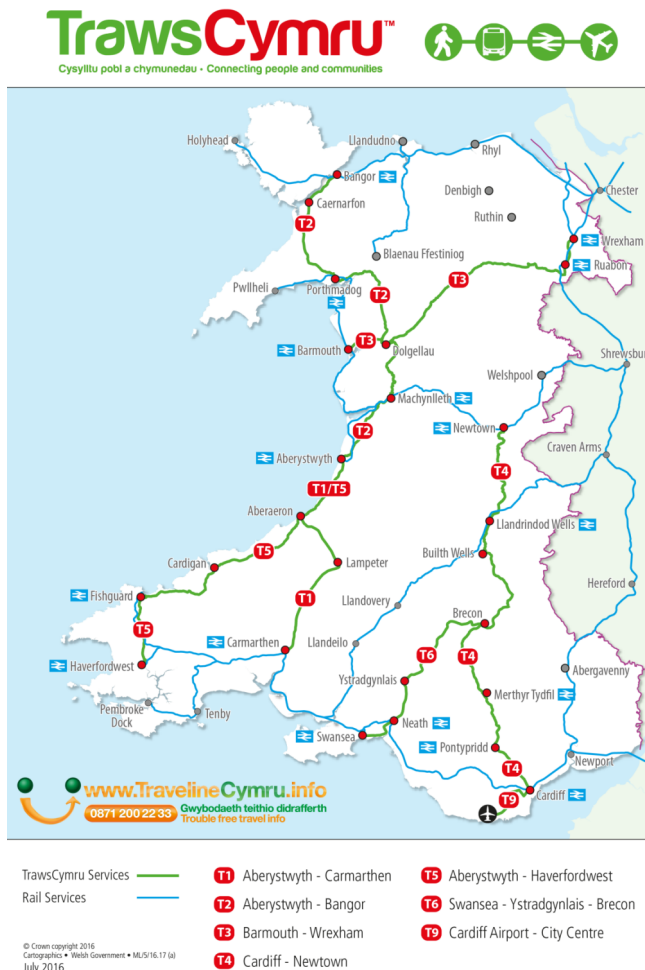 TrawsCymru™
Cysylltu pobl a chymunedau - Connecting people and communities
Holyhead
Llandudno
Rhyl
Bangor
Chester
Denbigh
Caernarfon
Ruthin
T2
Wrexham
Blaenau Ffestiniog
Ruabon
T3
Pwllheli
Porthmadog
T2
T3
Barmouth
Dolgellau
Shrewsbur
Welshpool
Machynlleth
Newtown
T2
Craven Arms
Aberystwyth
T4
T1/T5
Aberaeron
Llandrindod Wells
T5
Builth Wells
Cardigan
Lampeter
Hereford
Fishguard
T1
Llandovery
Brecon
T5
Carmarthen
Llandeilo
T6
T4
Haverfordwest
Abergavenny
Ystradgynlais
Merthyr Tydfil
Pembroke
Dock
Tenby
Neath
Swansea
Pontypridd
Newport
T4
www.TravelineCymru.info
T9
Cardiff
0871 200 22 33
Gwybodaeth teithio didrafferth
Trouble free travel info
TrawsCymru Services
Rail Services
T1 Aberystwyth - Carmarthen
T2 Aberystwyth - Bangor
T3 Barmouth - Wrexham
T4 Cardiff - Newtown
T5 Aberystwyth - Haverfordwest
T6 Swansea - Ystradgynlais - Brecon
T9 Cardiff Airport - City Centre
© Crown copyright 2016
Cartographics • Welsh Government • ML/5/16.17 (a)
July 2016